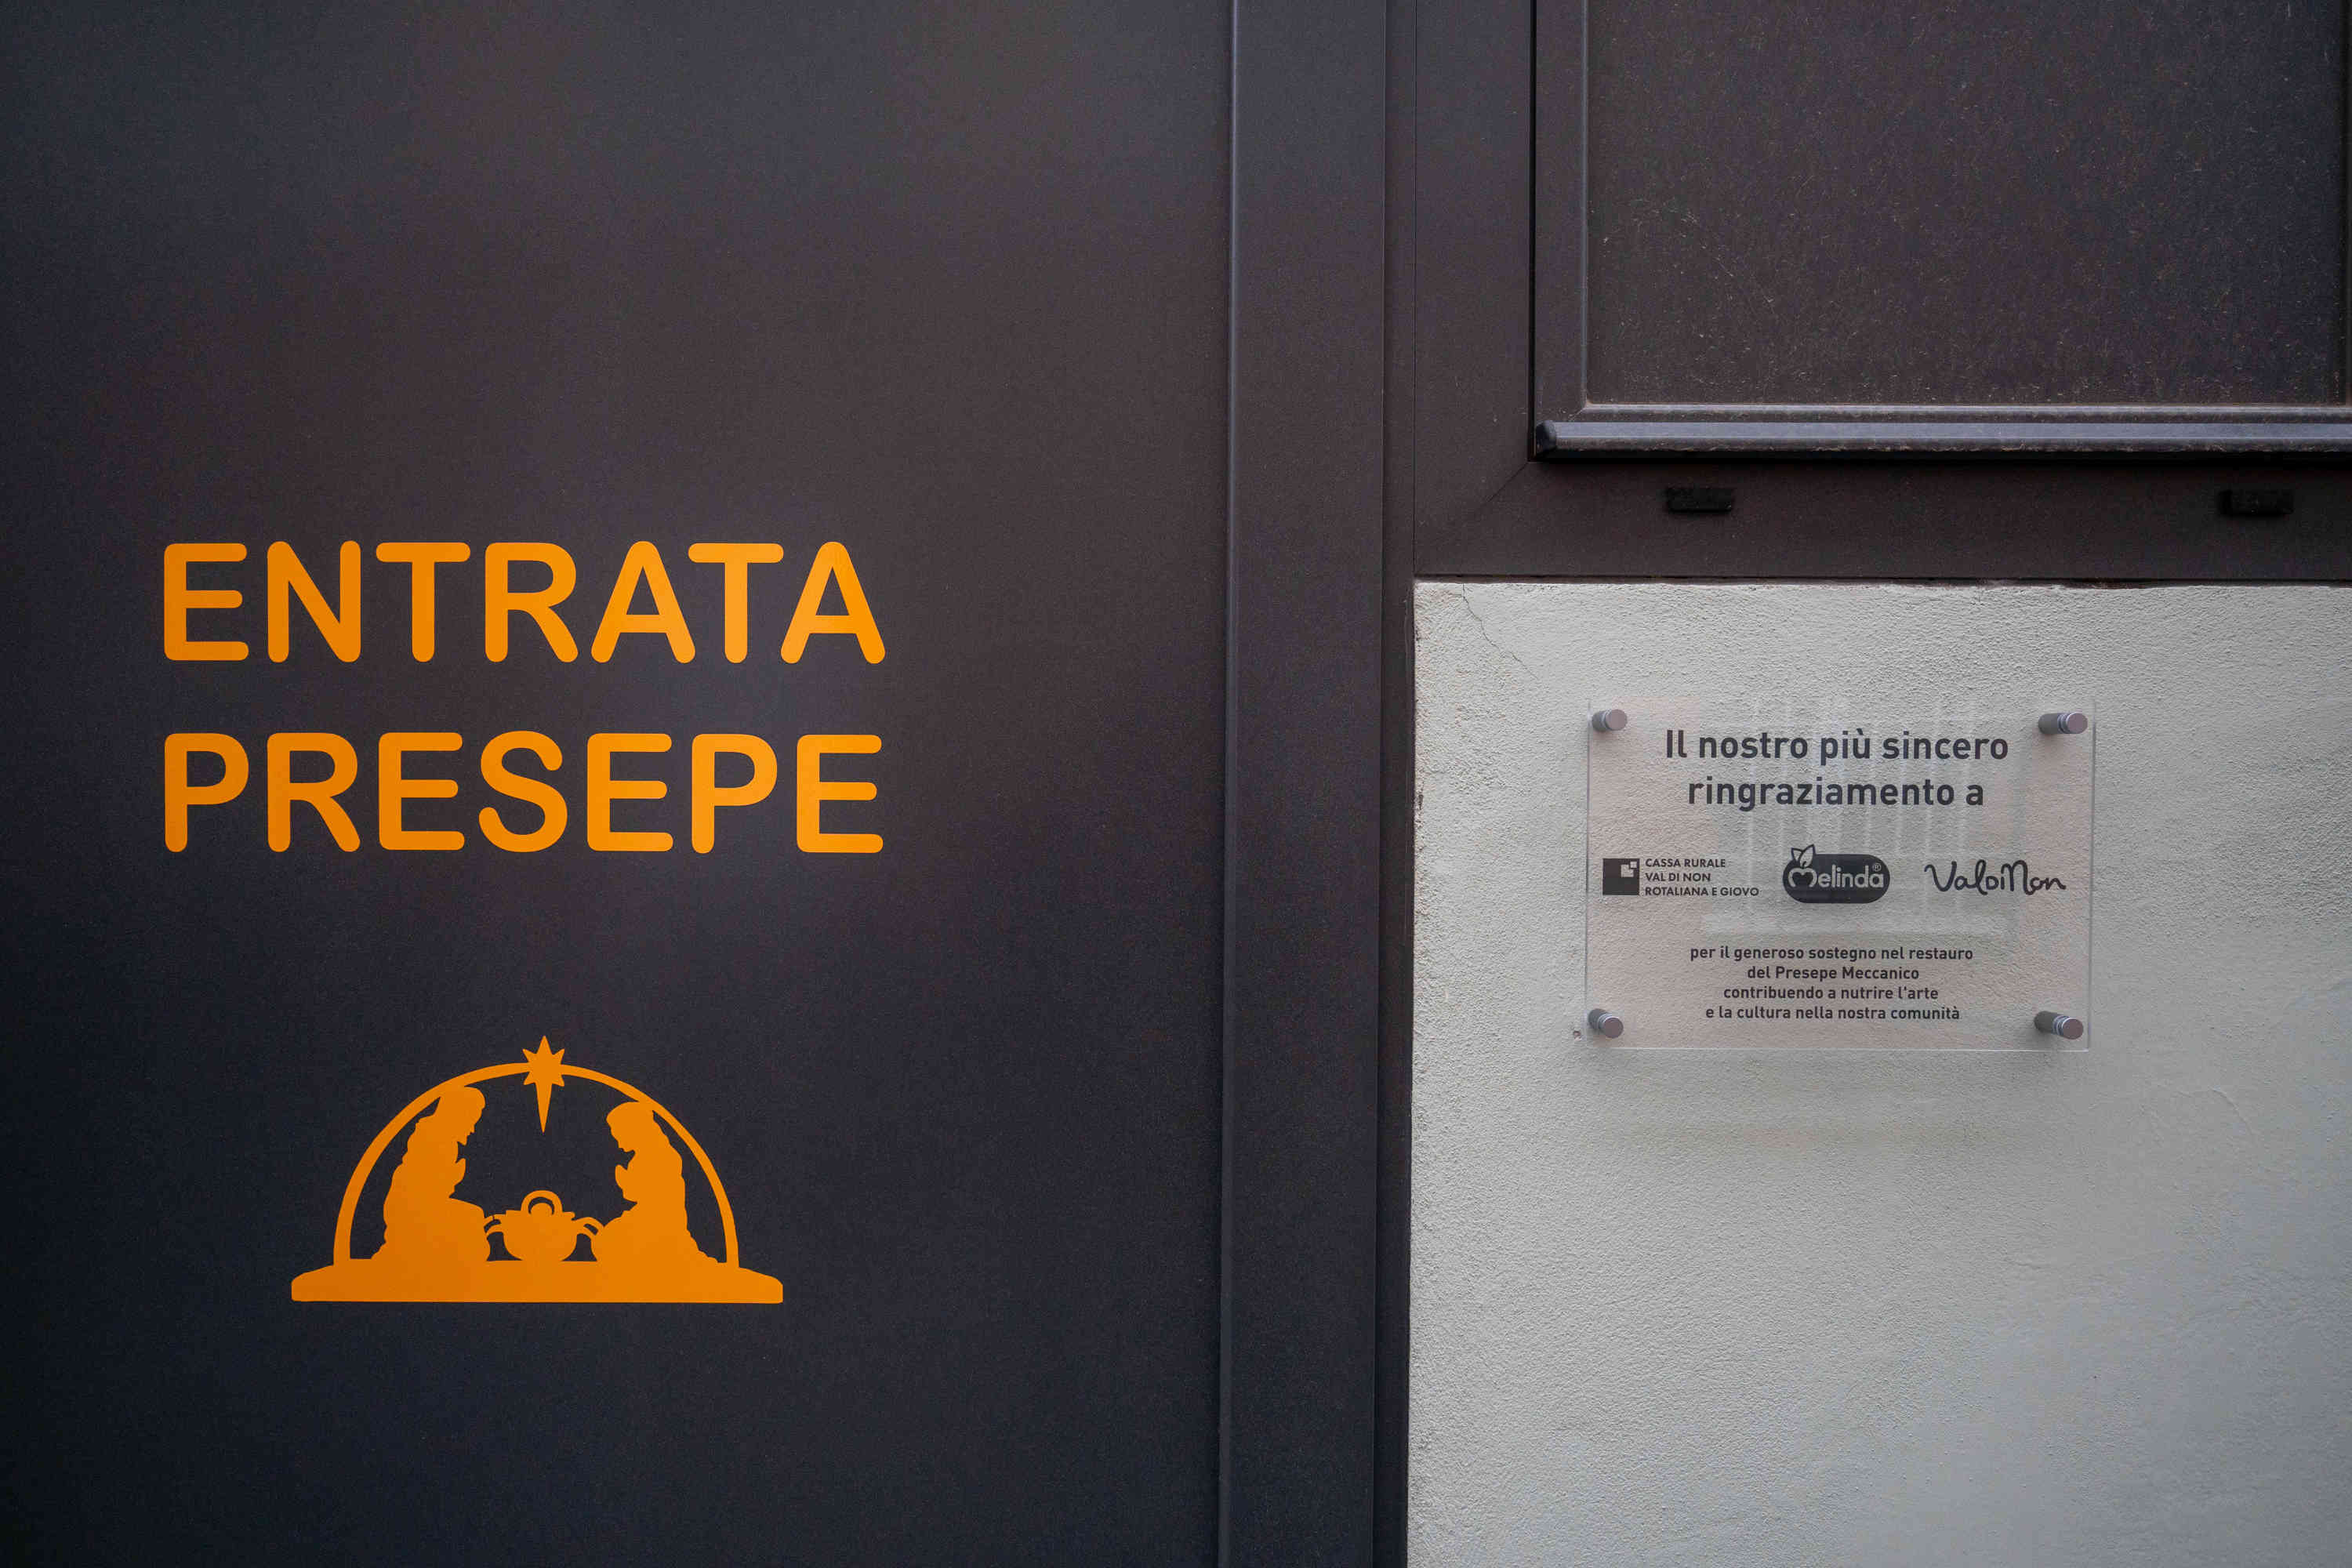 ENTRATA
PRESEPE
Il nostro più sincero
ringraziamento a
CASSA RURALE
VAL DI NON
ROTALIANA E GIOVO
Melinda®
ValdiNon
per il generoso sostegno nel restauro
del Presepe Meccanico
contribuendo a nutrire l'arte
e la cultura nella nostra comunità